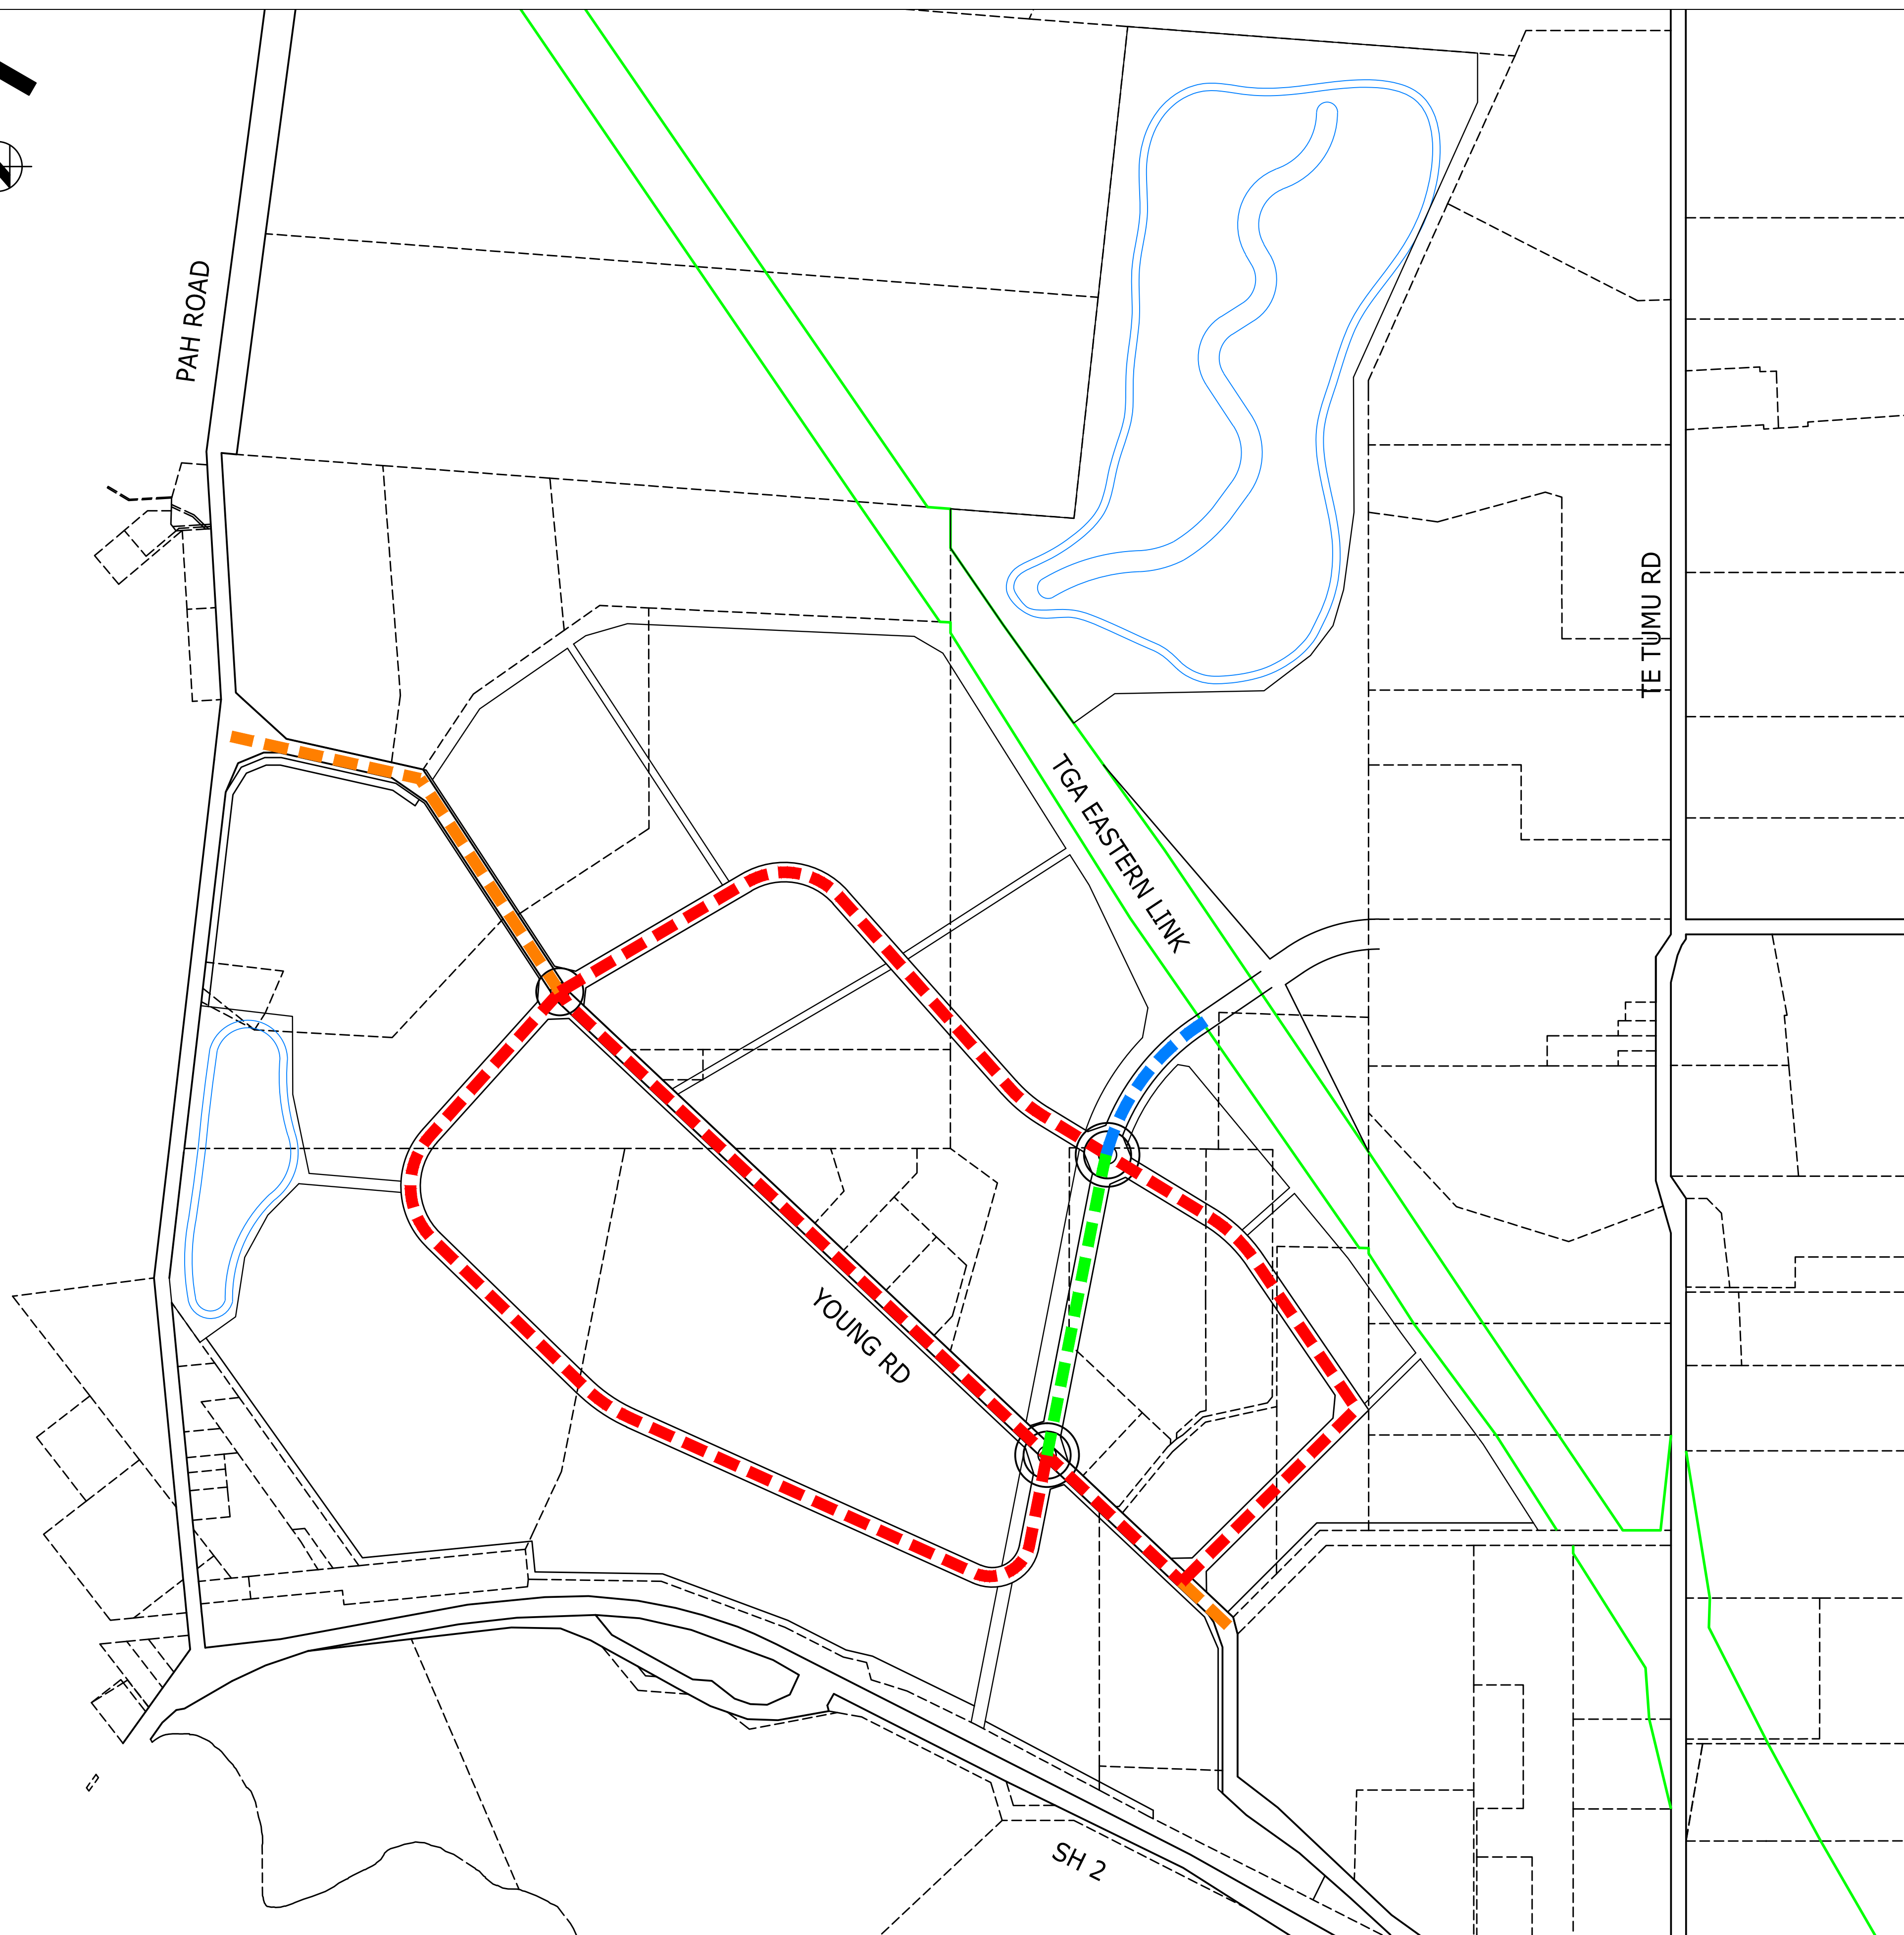 PAH ROAD
TE TUMU RD
TGA EASTERN LINK
YOUNG RD
SH 2